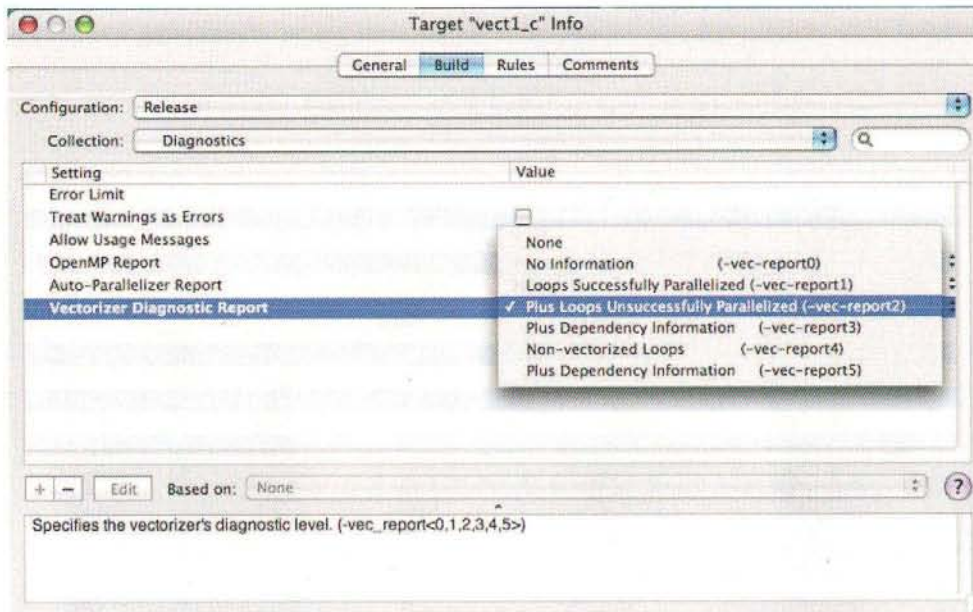 Target "vect1_c" Info
General Build Rules Comments
Configuration: Release
Collection: Diagnostics
Setting Value
Error Limit
Treat Warnings as Errors
Allow Usage Messages
OpenMP Report
Auto-Parallelizer Report
Vectorizer Diagnostic Report
None
No Information (-vec-report0)
Loops Successfully Parallelized (-vec-report1)
✓ Plus Loops Unsuccessfully Parallelized (-vec-report2)
Plus Dependency Information (-vec-report3)
Non-vectorized Loops (-vec-report4)
Plus Dependency Information (-vec-report5)
+ − Edit Based on: None ?
Specifies the vectorizer's diagnostic level. (-vec_report<0,1,2,3,4,5>)